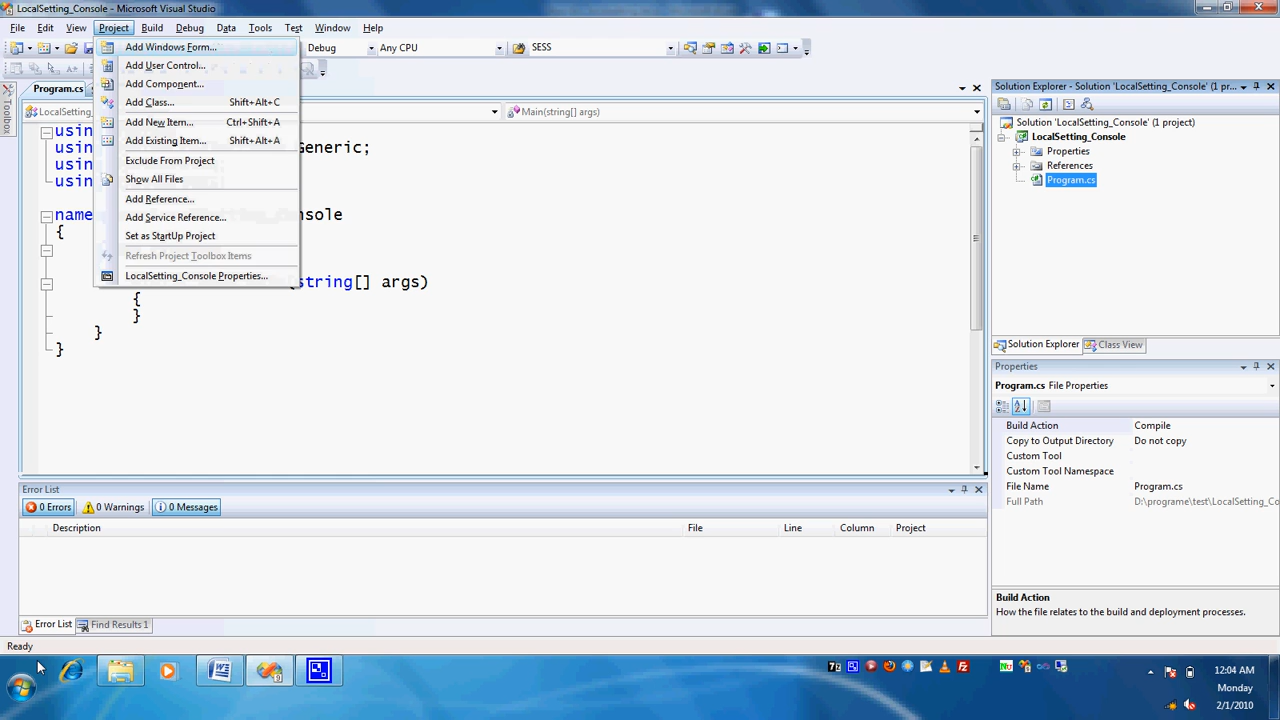 LocalSetting_Console - Microsoft Visual Studio
File Edit View Project Build Debug Data Tools Test Window Help
Debug Any CPU SESS
Program.cs
LocalSetting_ Main(string[] args)
Add Windows Form...
Add User Control...
Add Component...
Add Class... Shift+Alt+C
Add New Item... Ctrl+Shift+A
Add Existing Item... Shift+Alt+A
Exclude From Project
Show All Files
Add Reference...
Add Service Reference...
Set as StartUp Project
Refresh Project Toolbox Items
LocalSetting_Console Properties...
Toolbox
usin
usin Generic;
usin
usin
name nsole
{
string[] args)
{
}
}
}
Solution Explorer - Solution 'LocalSetting_Console' (1 p...
Solution 'LocalSetting_Console' (1 project)
LocalSetting_Console
Properties
References
Program.cs
Solution Explorer Class View
Properties
Program.cs File Properties
Build Action Compile
Copy to Output Directory Do not copy
Custom Tool
Custom Tool Namespace
File Name Program.cs
Full Path D:\programe\test\LocalSetting_Co
Build Action
How the file relates to the build and deployment processes.
Error List
0 Errors 0 Warnings 0 Messages
Description File Line Column Project
Error List Find Results 1
Ready
12:04 AM
Monday
2/1/2010